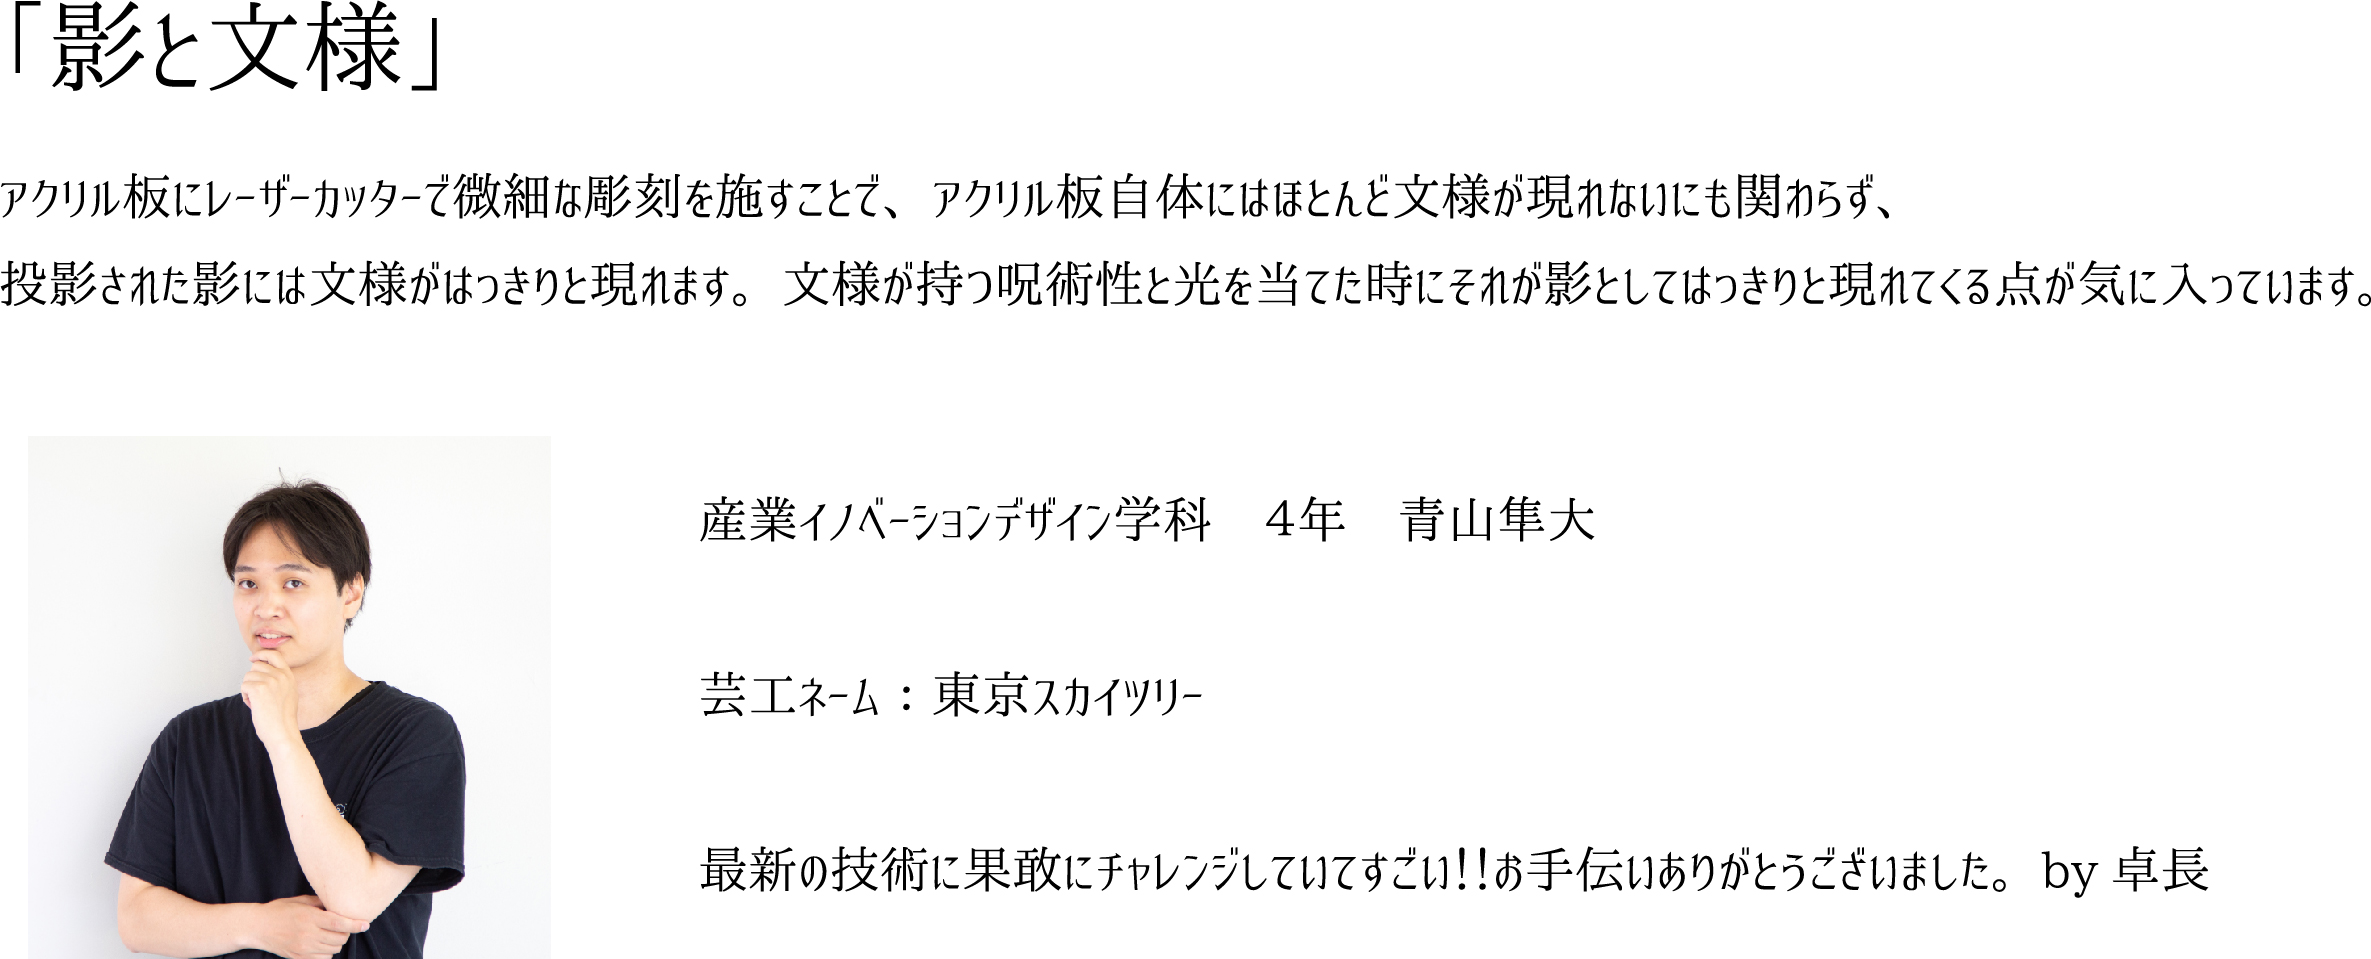 「影と文様」
アクリル板にレーザーカッターで微細な彫刻を施すことで、アクリル板自体にはほとんど文様が現れないにも関わらず、
投影された影には文様がはっきりと現れます。文様が持つ呪術性と光を当てた時にそれが影としてはっきりと現れてくる点が気に入っています。
産業イノベーションデザイン学科　4年　青山隼大
芸工ネーム：東京スカイツリー
最新の技術に果敢にチャレンジしていてすごい!!お手伝いありがとうございました。by 卓長